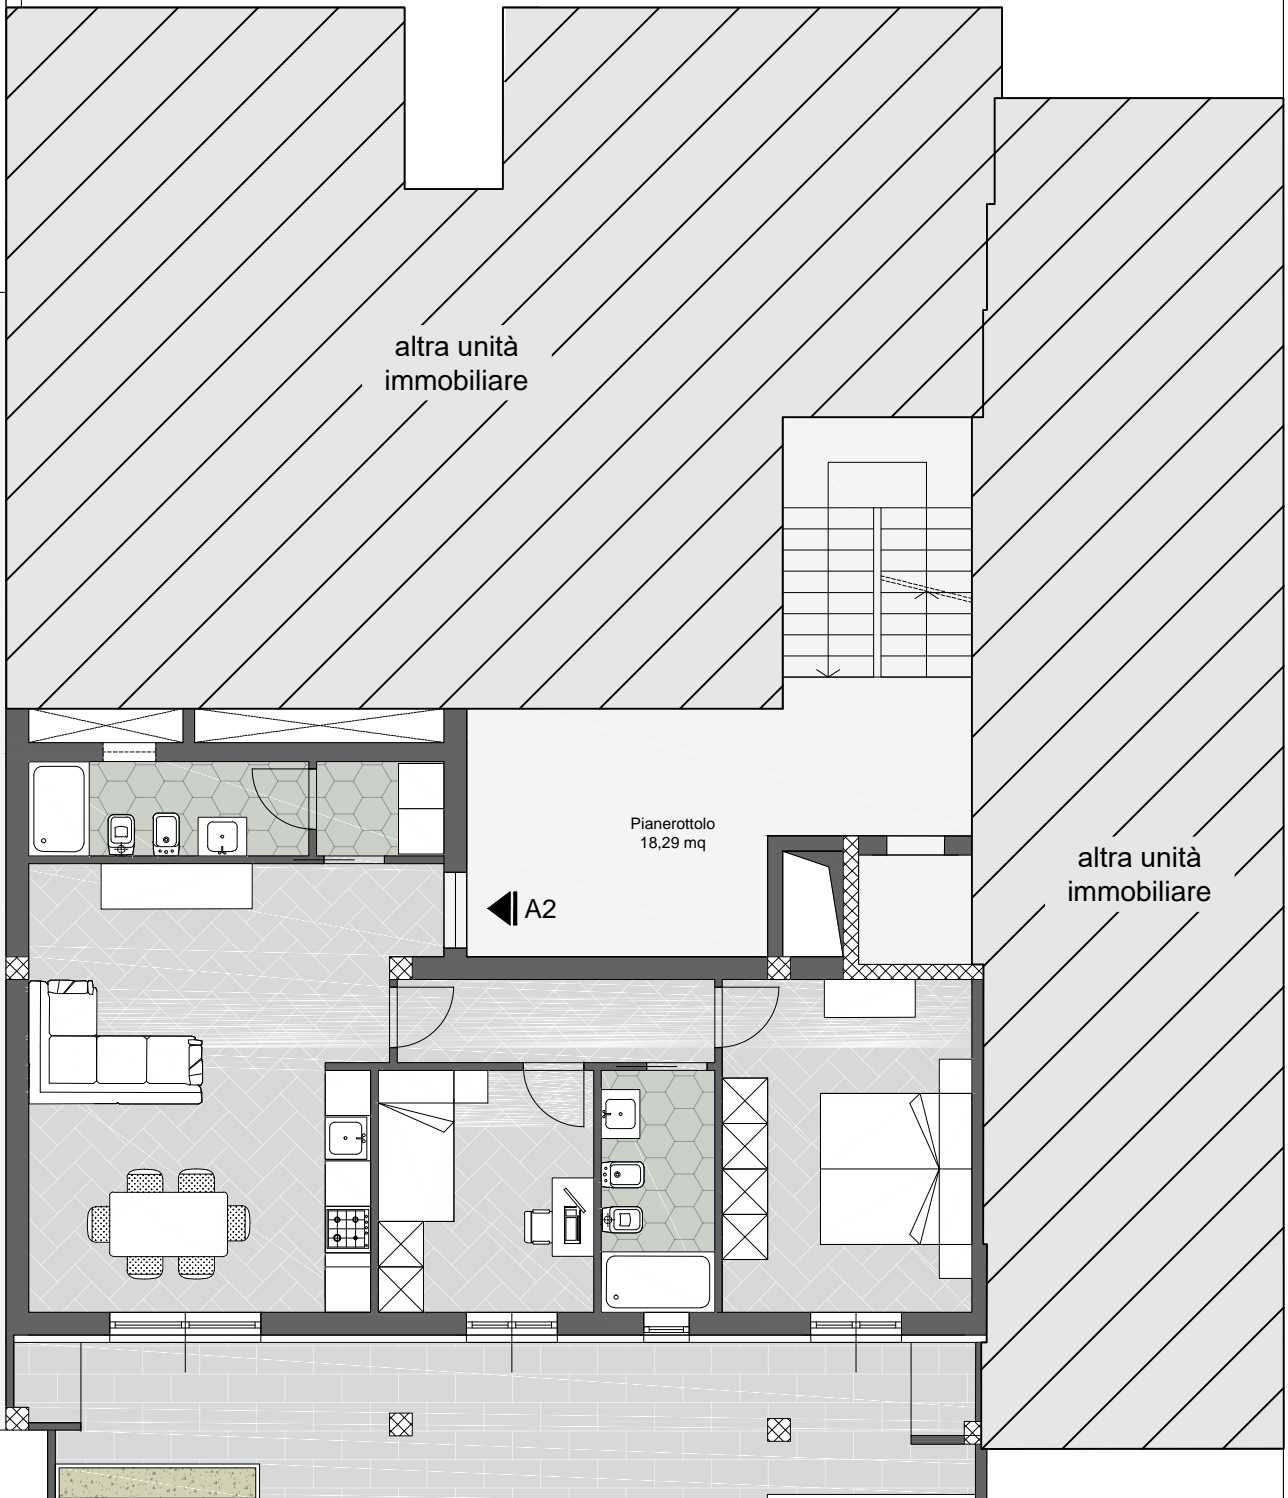 altra unità
immobiliare
Pianerottolo
18,29 mq
altra unità
immobiliare
A2